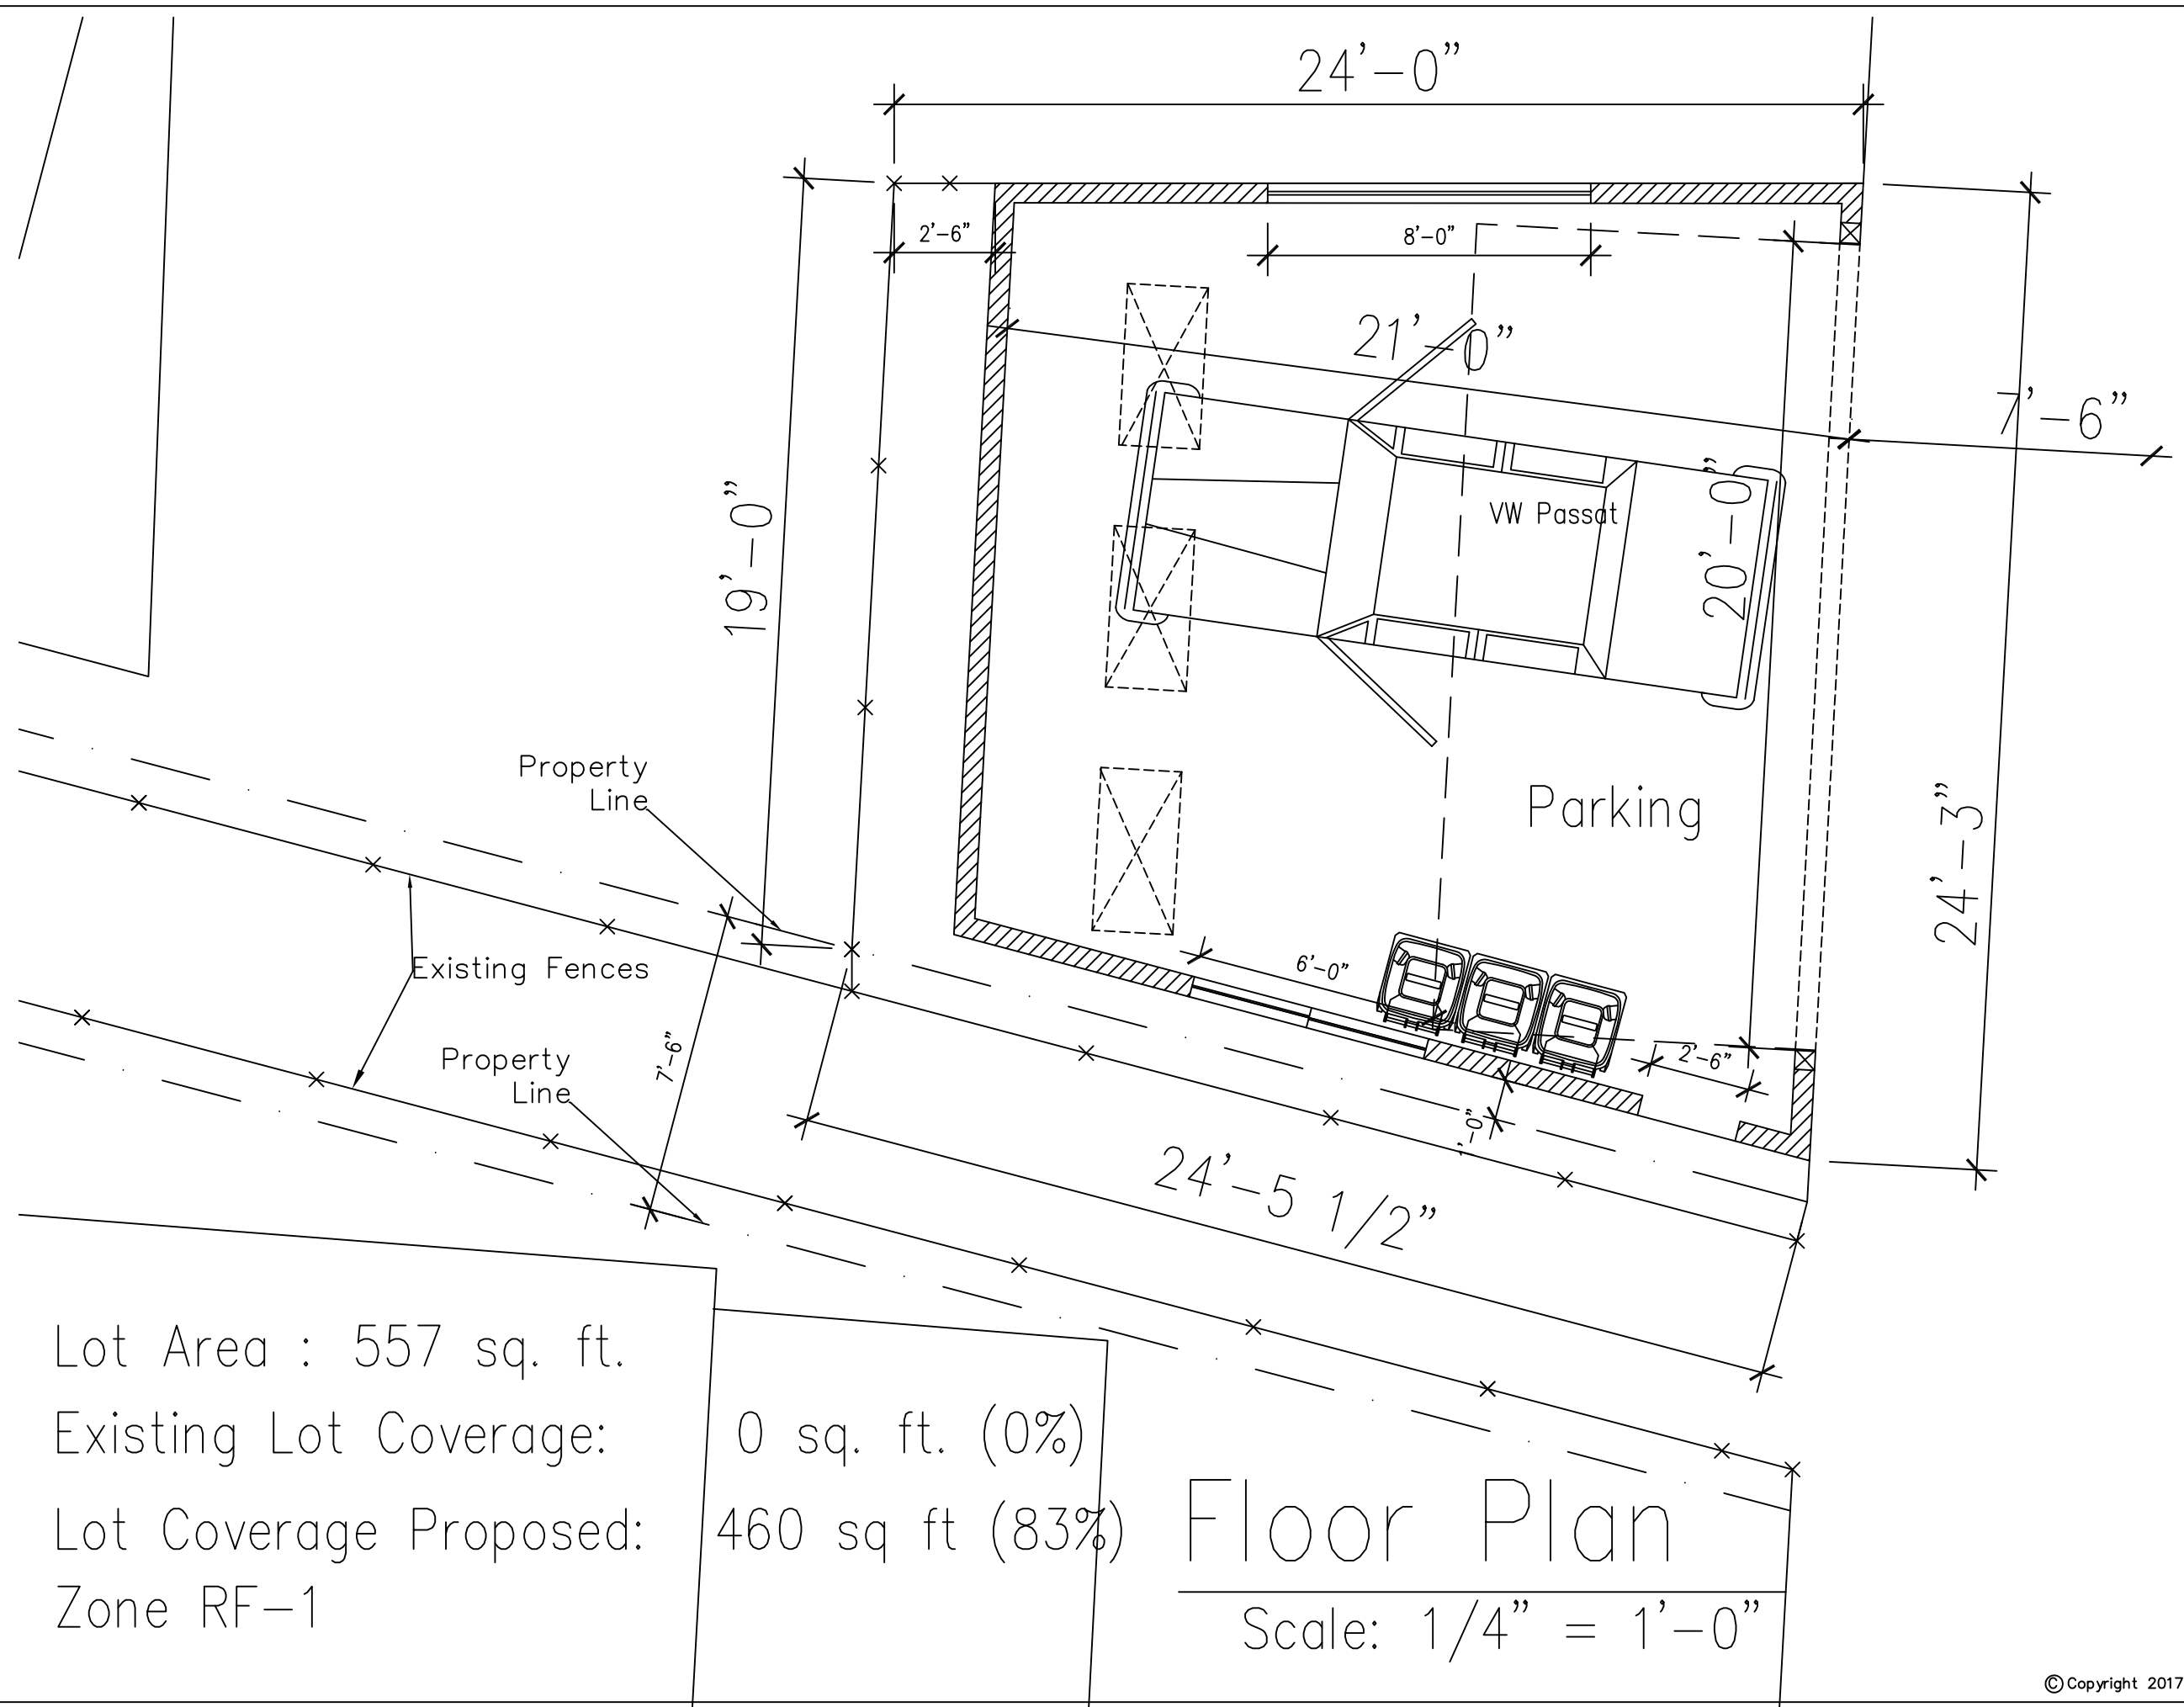 24'-0"
2'-6"
8'-0"
21'-0"
7'-6"
19'-0"
VW Passat
20'-0"
Property
Line
Parking
24'-3"
Existing Fences
6'-0"
7'-6"
Property
Line
2'-6"
1'-0"
24'-5 1/2"
Lot Area : 557 sq. ft.
Existing Lot Coverage: 0 sq. ft. (0%)
Lot Coverage Proposed: 460 sq ft (83%)
Zone RF-1
Floor Plan
Scale: 1/4" = 1'-0"
© Copyright 2017